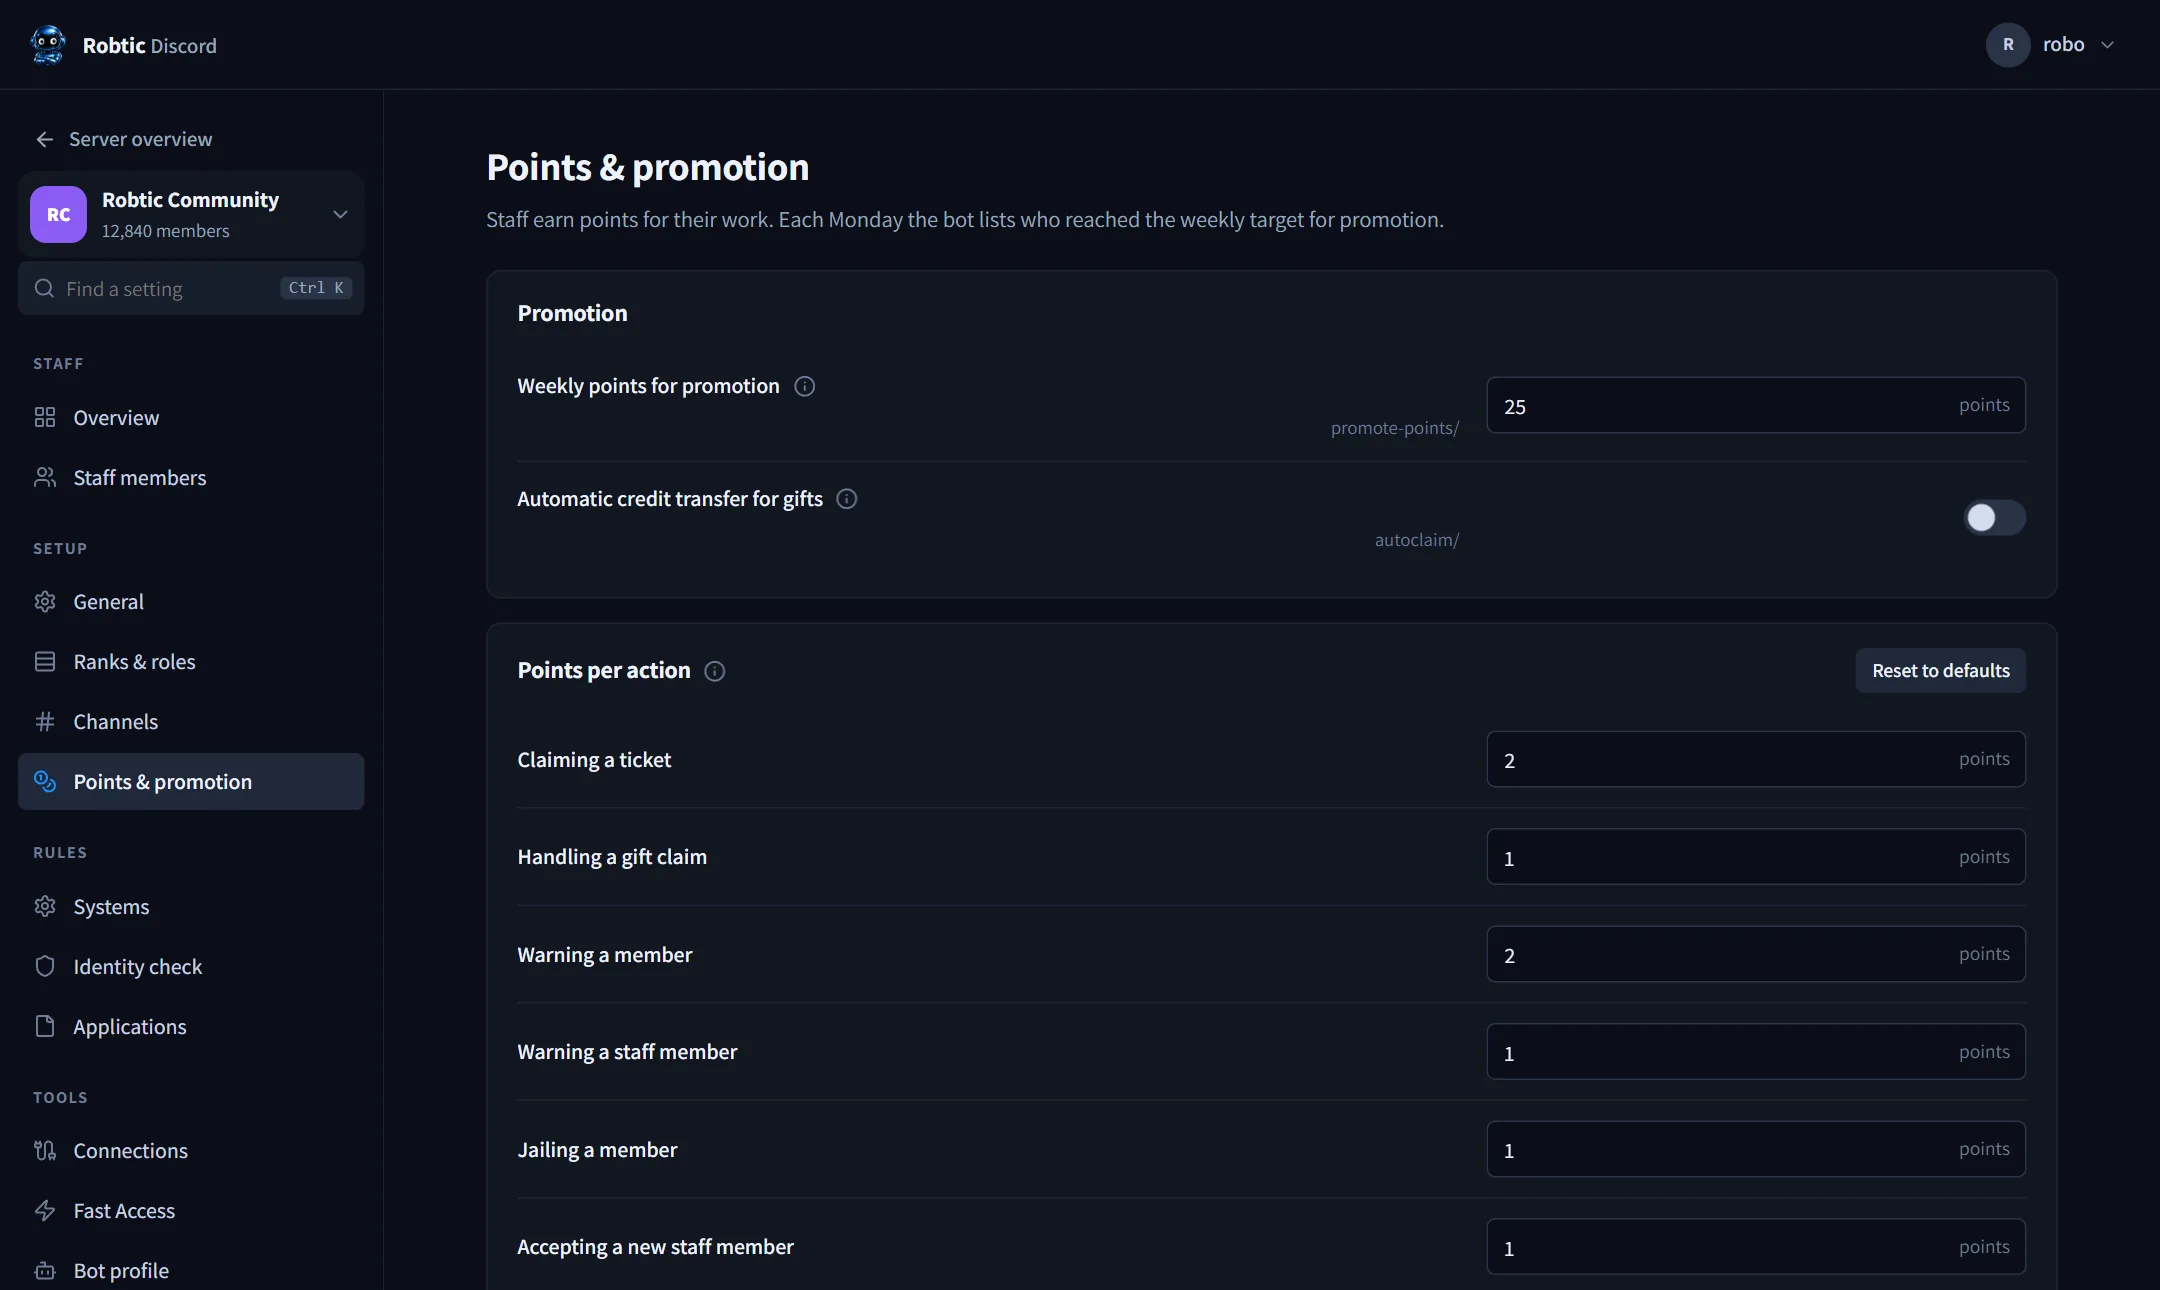 Robtic Discord
R robo
Server overview
RC Robtic Community
12,840 members
Find a setting Ctrl K
STAFF
Overview
Staff members
SETUP
General
Ranks & roles
Channels
Points & promotion
RULES
Systems
Identity check
Applications
TOOLS
Connections
Fast Access
Bot profile
Points & promotion
Staff earn points for their work. Each Monday the bot lists who reached the weekly target for promotion.
Promotion
Weekly points for promotion
promote-points/
25 points
Automatic credit transfer for gifts
autoclaim/
Points per action
Reset to defaults
Claiming a ticket
2 points
Handling a gift claim
1 points
Warning a member
2 points
Warning a staff member
1 points
Jailing a member
1 points
Accepting a new staff member
1 points